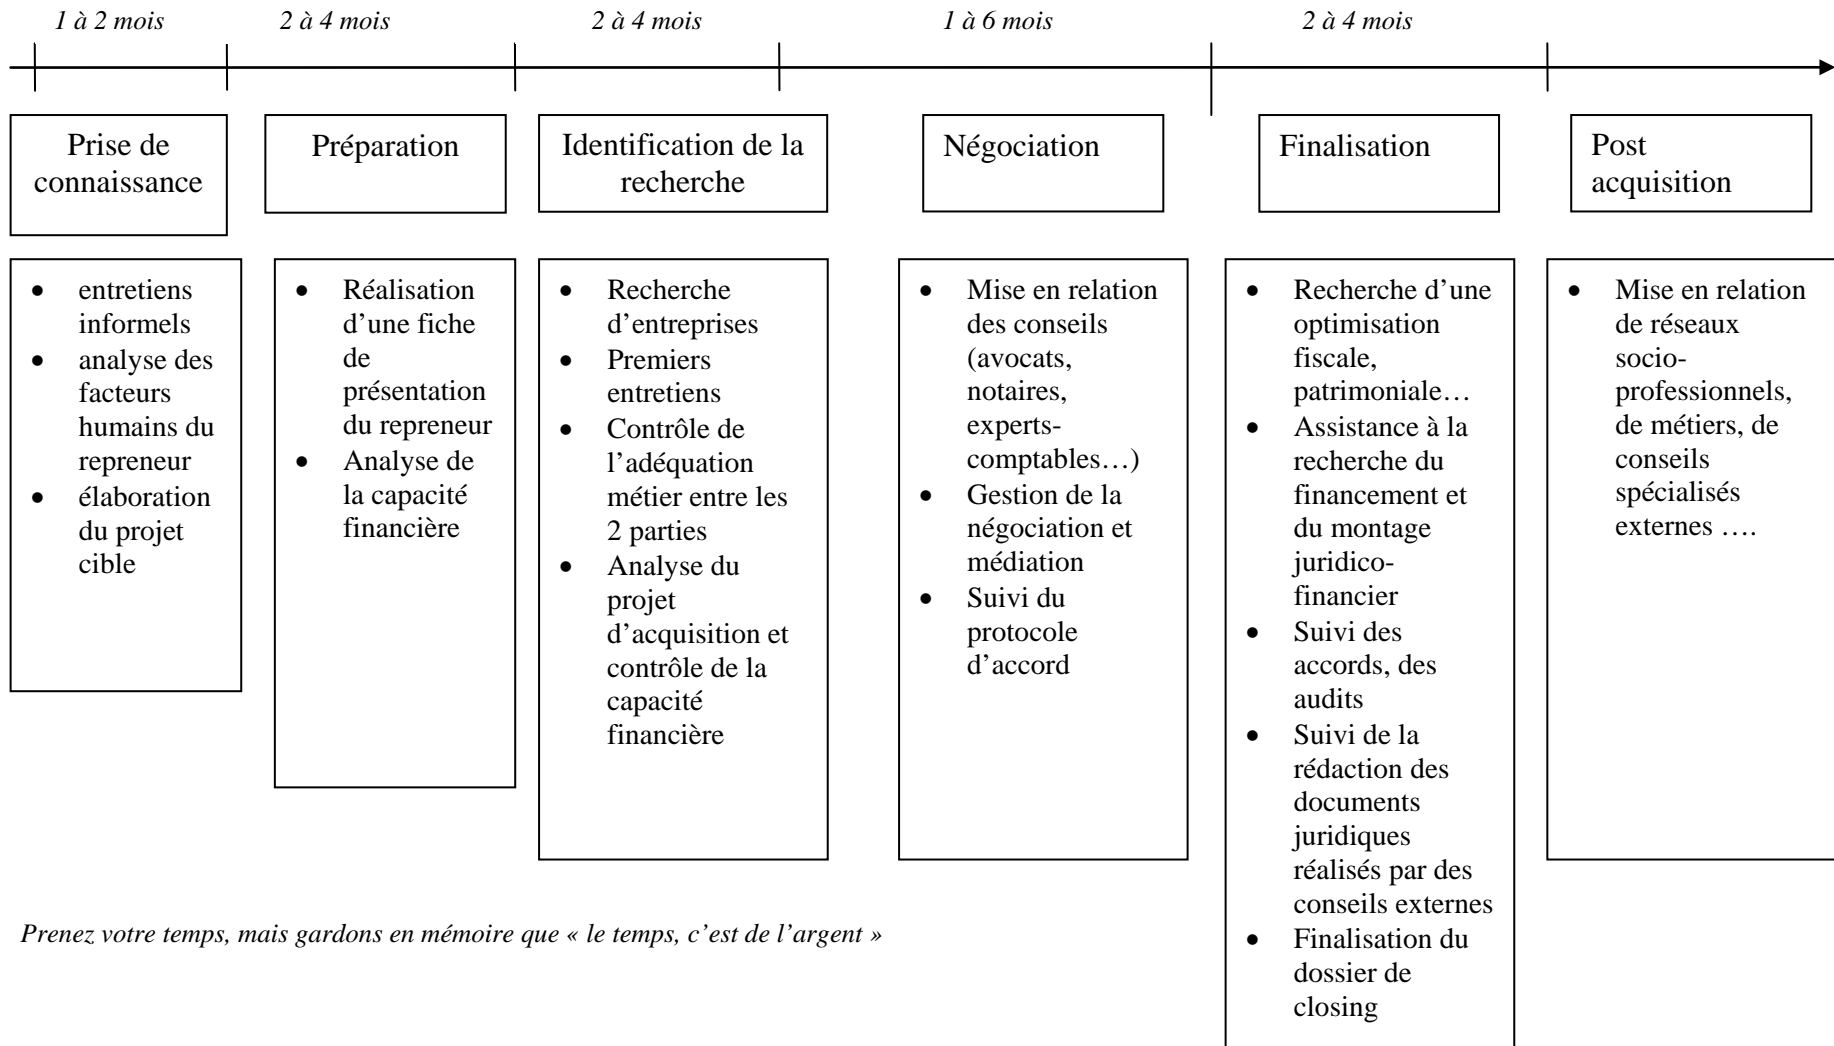 1 à 2 mois
2 à 4 mois
2 à 4 mois
1 à 6 mois
2 à 4 mois
Prise de
connaissance
Préparation
Identification de la
recherche
Négociation
Finalisation
Post
acquisition
• entretiens
informels
• analyse des
facteurs
humains du
repreneur
• élaboration
du projet
cible
• Réalisation
d’une fiche
de
présentation
du repreneur
• Analyse de
la capacité
financière
• Recherche
d’entreprises
• Premiers
entretiens
• Contrôle de
l’adéquation
métier entre les
2 parties
• Analyse du
projet
d’acquisition et
contrôle de la
capacité
financière
• Mise en relation
des conseils
(avocats,
notaires,
experts-
comptables…)
• Gestion de la
négociation et
médiation
• Suivi du
protocole
d’accord
• Recherche d’une
optimisation
fiscale,
patrimoniale…
• Assistance à la
recherche du
financement et
du montage
juridico-
financier
• Suivi des
accords, des
audits
• Suivi de la
rédaction des
documents
juridiques
réalisés par des
conseils externes
• Finalisation du
dossier de
closing
• Mise en relation
de réseaux
socio-
professionnels,
de métiers, de
conseils
spécialisés
externes ….
Prenez votre temps, mais gardons en mémoire que « le temps, c’est de l’argent »